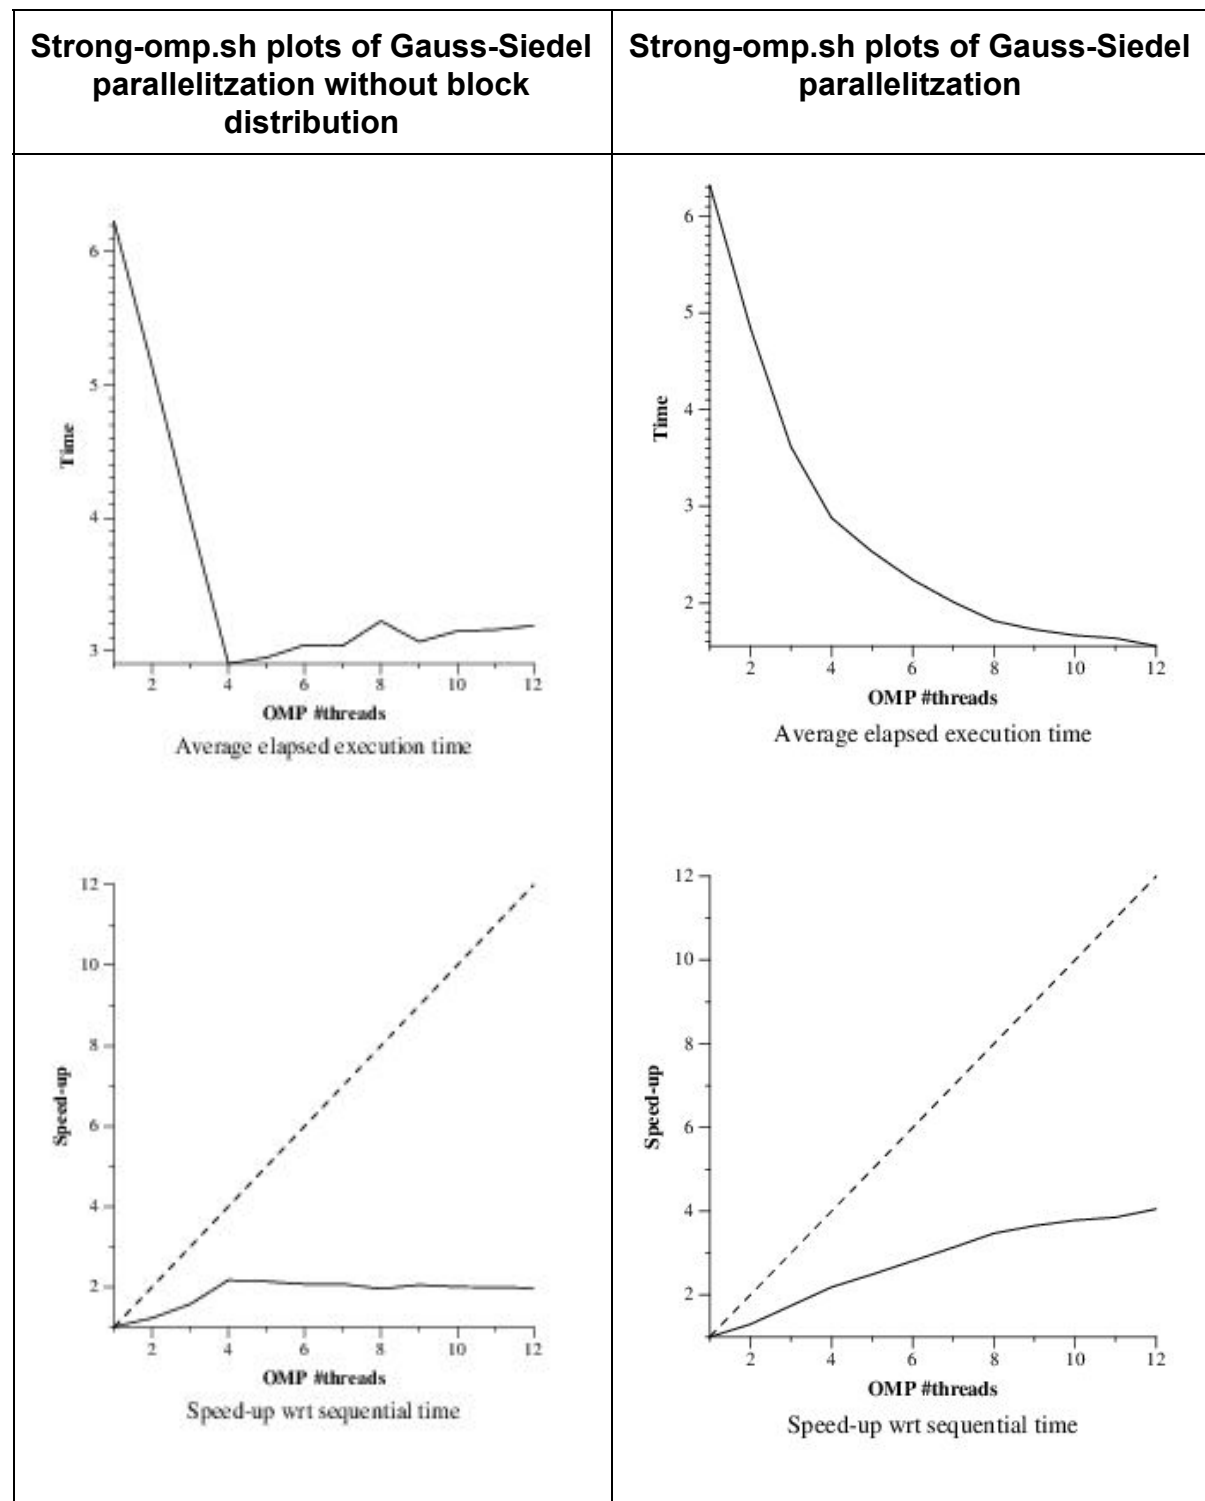 Strong-omp.sh plots of Gauss-Siedel
parallelitzation without block
distribution
Strong-omp.sh plots of Gauss-Siedel
parallelitzation
6
5
4
3
Time
2 4 6 8 10 12
OMP #threads
Average elapsed execution time
6
5
4
3
2
Time
2 4 6 8 10 12
OMP #threads
Average elapsed execution time
12
10
8
6
4
2
Speed-up
2 4 6 8 10 12
OMP #threads
Speed-up wrt sequential time
12
10
8
6
4
2
Speed-up
2 4 6 8 10 12
OMP #threads
Speed-up wrt sequential time